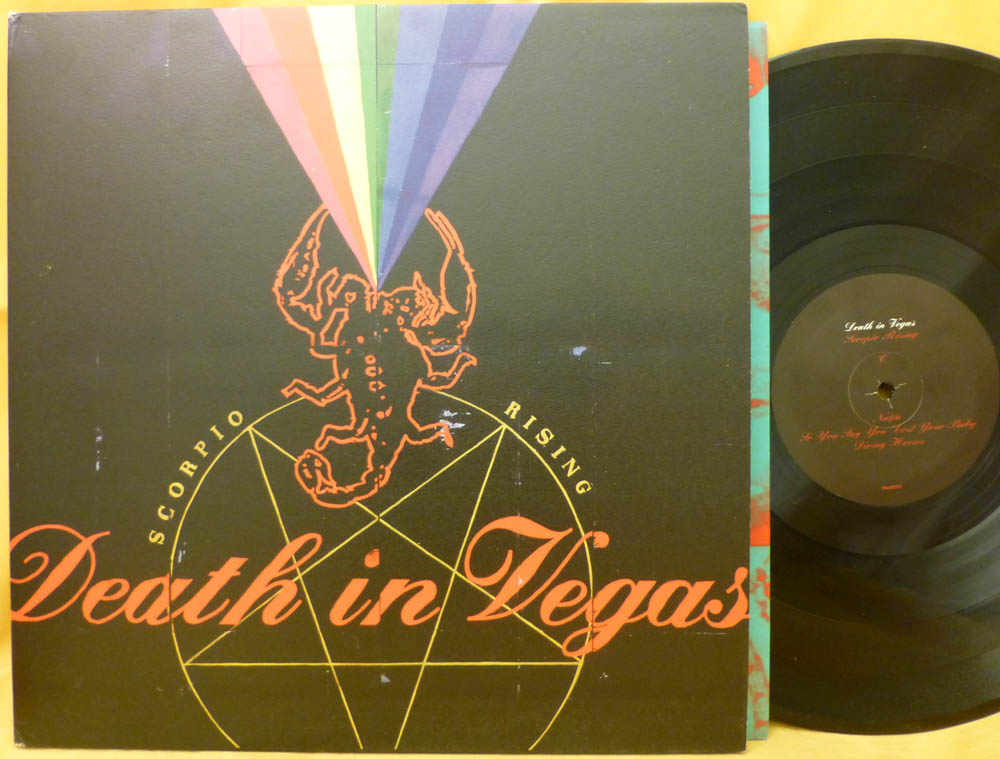 SCORPIO RISING
Death in Vegas
Death in Vegas
Scorpio Rising
C
Natja
So You Say You Lost Your Baby
Diving Horses